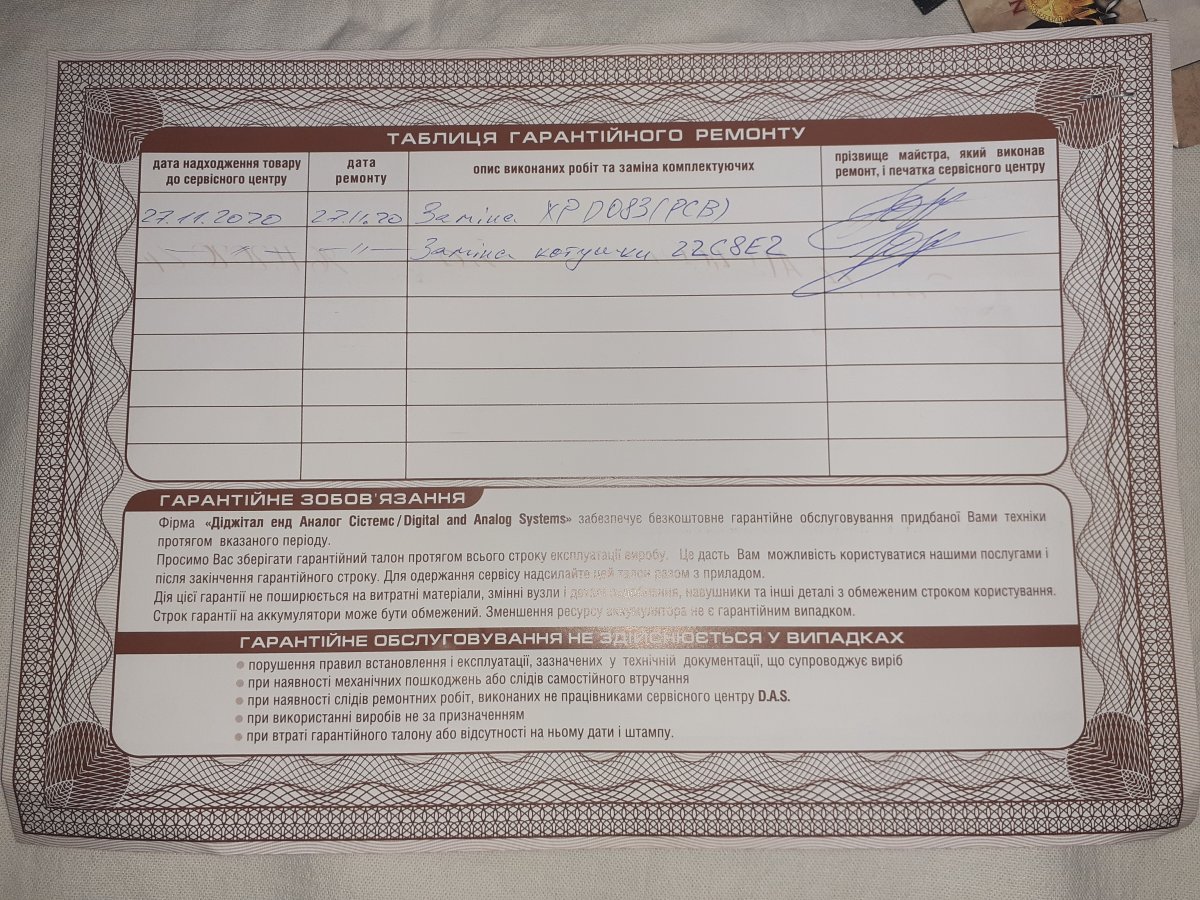 ТАБЛИЦЯ ГАРАНТІЙНОГО РЕМОНТУ
дата надходження товару до сервісного центру
дата ремонту
опис виконаних робіт та заміна комплектуючих
прізвище майстра, який виконав ремонт, і печатка сервісного центру
27.11.2020 27.11.20 Заміна XP D083 (PCB)
—〃— —〃— Заміна котушки 22C8E2
ГАРАНТІЙНЕ ЗОБОВ'ЯЗАННЯ
Фірма «Діджітал енд Аналог Сістемс/Digital and Analog Systems» забезпечує безкоштовне гарантійне обслуговування придбаної Вами техніки
протягом вказаного періоду.
Просимо Вас зберігати гарантійний талон протягом всього строку експлуатації виробу. Це дасть Вам можливість користуватися нашими послугами і
після закінчення гарантійного строку. Для одержання сервісу надсилайте цей талон разом з приладом.
Дія цієї гарантії не поширюється на витратні матеріали, змінні вузли і деталі, навушники та інші деталі з обмеженим строком користування.
Строк гарантії на аккумулятори може бути обмежений. Зменшення ресурсу аккумулятора не є гарантійним випадком.
ГАРАНТІЙНЕ ОБСЛУГОВУВАННЯ НЕ ЗДІЙСНЮЄТЬСЯ У ВИПАДКАХ
порушення правил встановлення і експлуатації, зазначених у технічній документації, що супроводжує виріб
при наявності механічних пошкоджень або слідів самостійного втручання
при наявності слідів ремонтних робіт, виконаних не працівниками сервісного центру D.A.S.
при використанні виробів не за призначенням
при втраті гарантійного талону або відсутності на ньому дати і штампу.